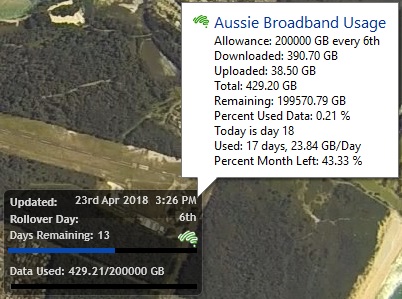 Aussie Broadband Usage
Allowance: 200000 GB every 6th
Downloaded: 390.70 GB
Uploaded: 38.50 GB
Total: 429.20 GB
Remaining: 199570.79 GB
Percent Used Data: 0.21 %
Today is day 18
Used: 17 days, 23.84 GB/Day
Percent Month Left: 43.33 %
Updated: 23rd Apr 2018 3:26 PM
Rollover Day: 6th
Days Remaining: 13
Data Used: 429.21/200000 GB